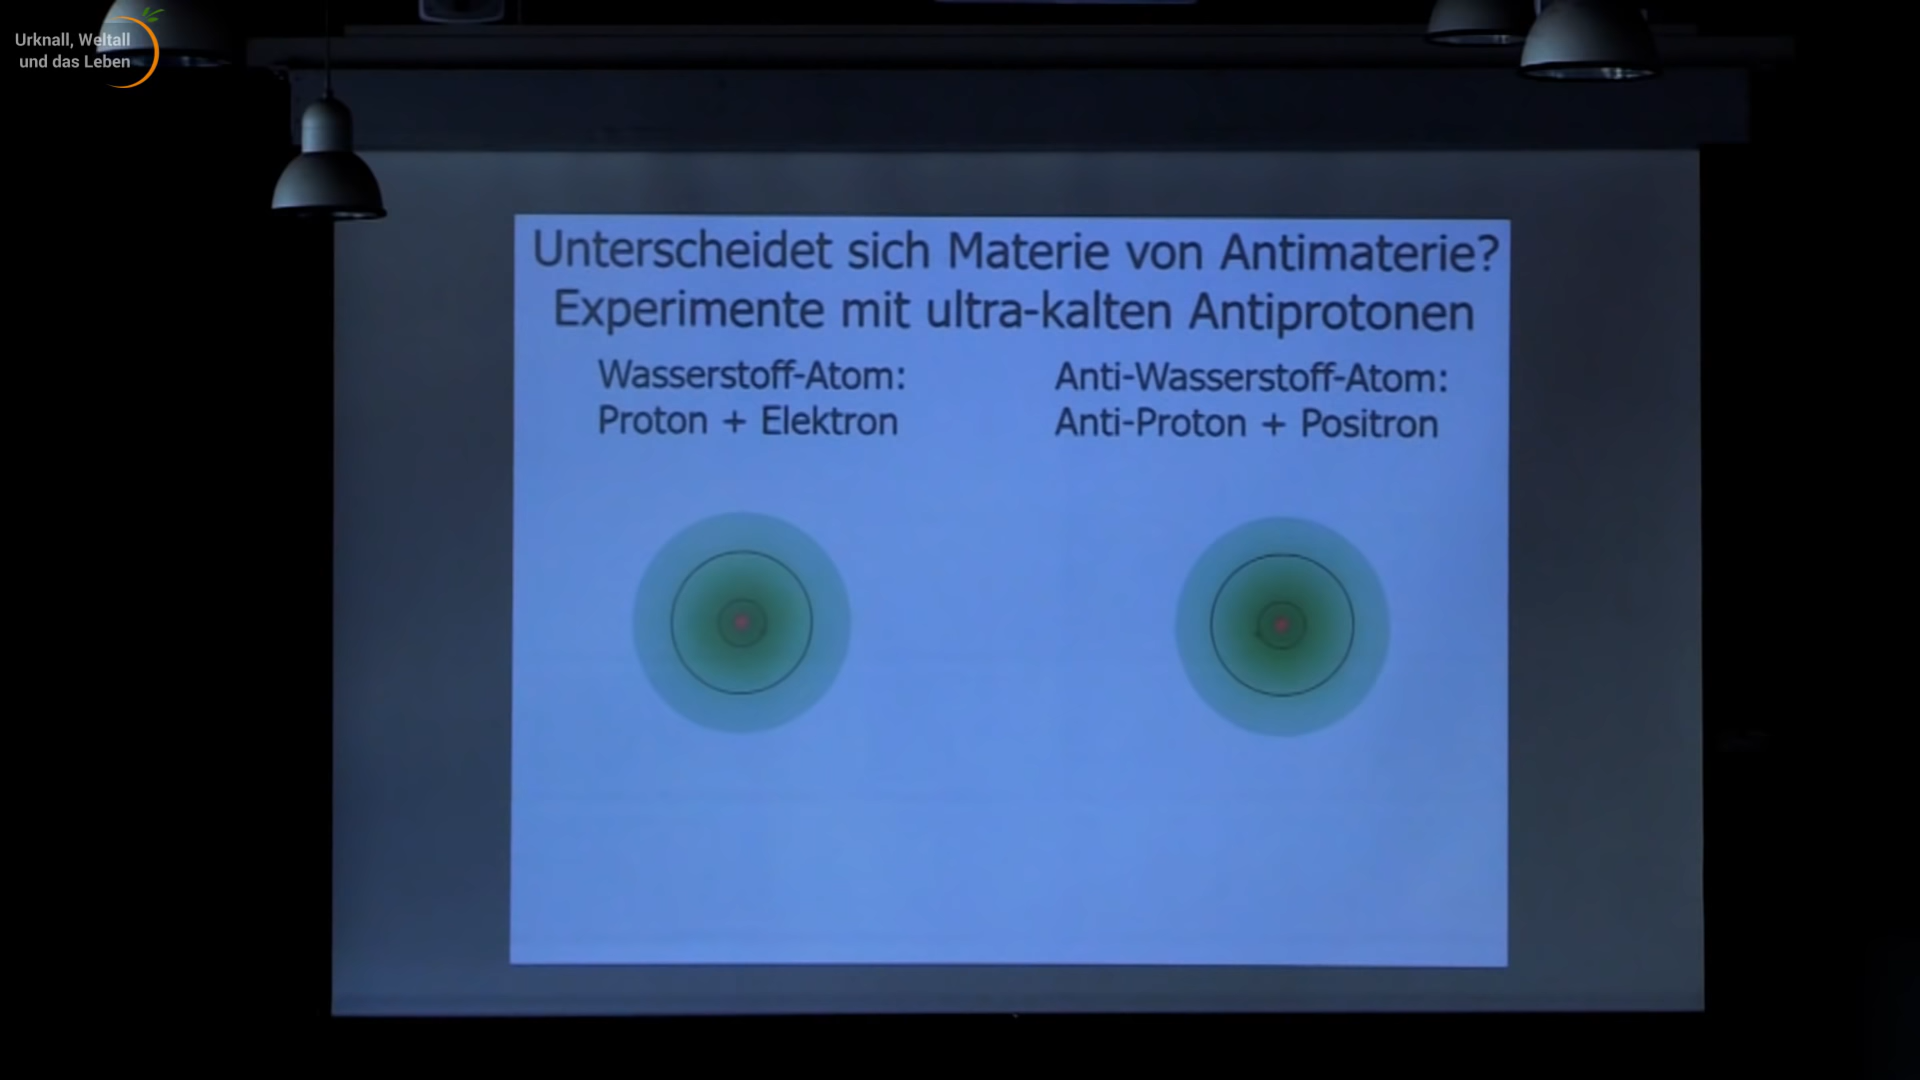 Urknall, Weltall
und das Leben
Unterscheidet sich Materie von Antimaterie?
Experimente mit ultra-kalten Antiprotonen
Wasserstoff-Atom:
Proton + Elektron
Anti-Wasserstoff-Atom:
Anti-Proton + Positron